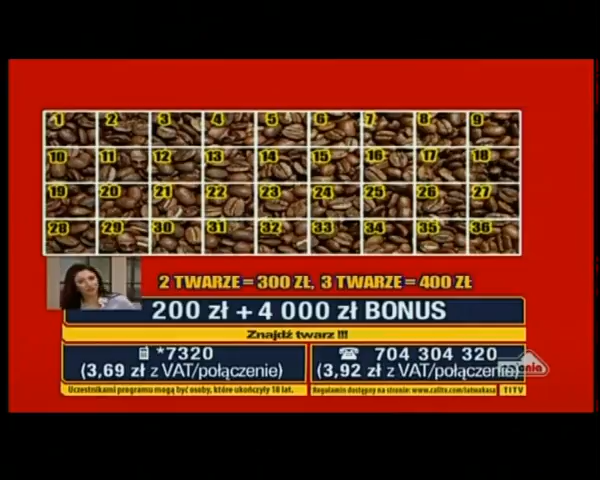 1 2 3 4 5 6 7 8 9
10 11 12 13 14 15 16 17 18
19 20 21 22 23 24 25 26 27
28 29 30 31 32 33 34 35 36
2 TWARZE = 300 ZŁ, 3 TWARZE = 400 ZŁ
200 zł + 4 000 zł BONUS
Znajdź twarz !!!
*7320
(3,69 zł z VAT/połączenie)
704 304 320
(3,92 zł z VAT/połączenie)
Uczestnikami programu mogą być osoby, które ukończyły 18 lat.
Regulamin dostępny na stronie: www.calltv.com/latwakasa
TiTV